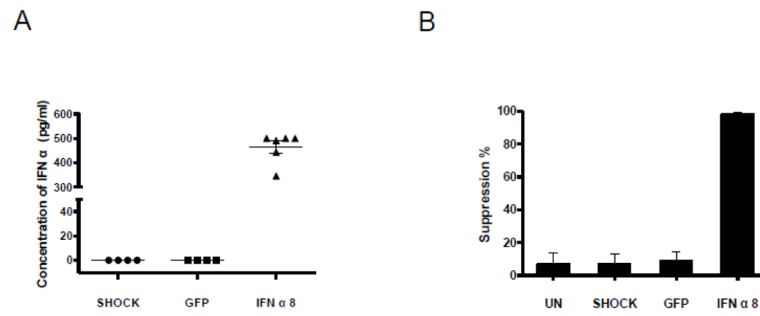 A
B
Concentration of IFN α (pg/ml)
600
500
400
300
40
20
0
SHOCK GFP IFN α 8
Suppression %
100
80
60
40
20
0
UN SHOCK GFP IFN α 8